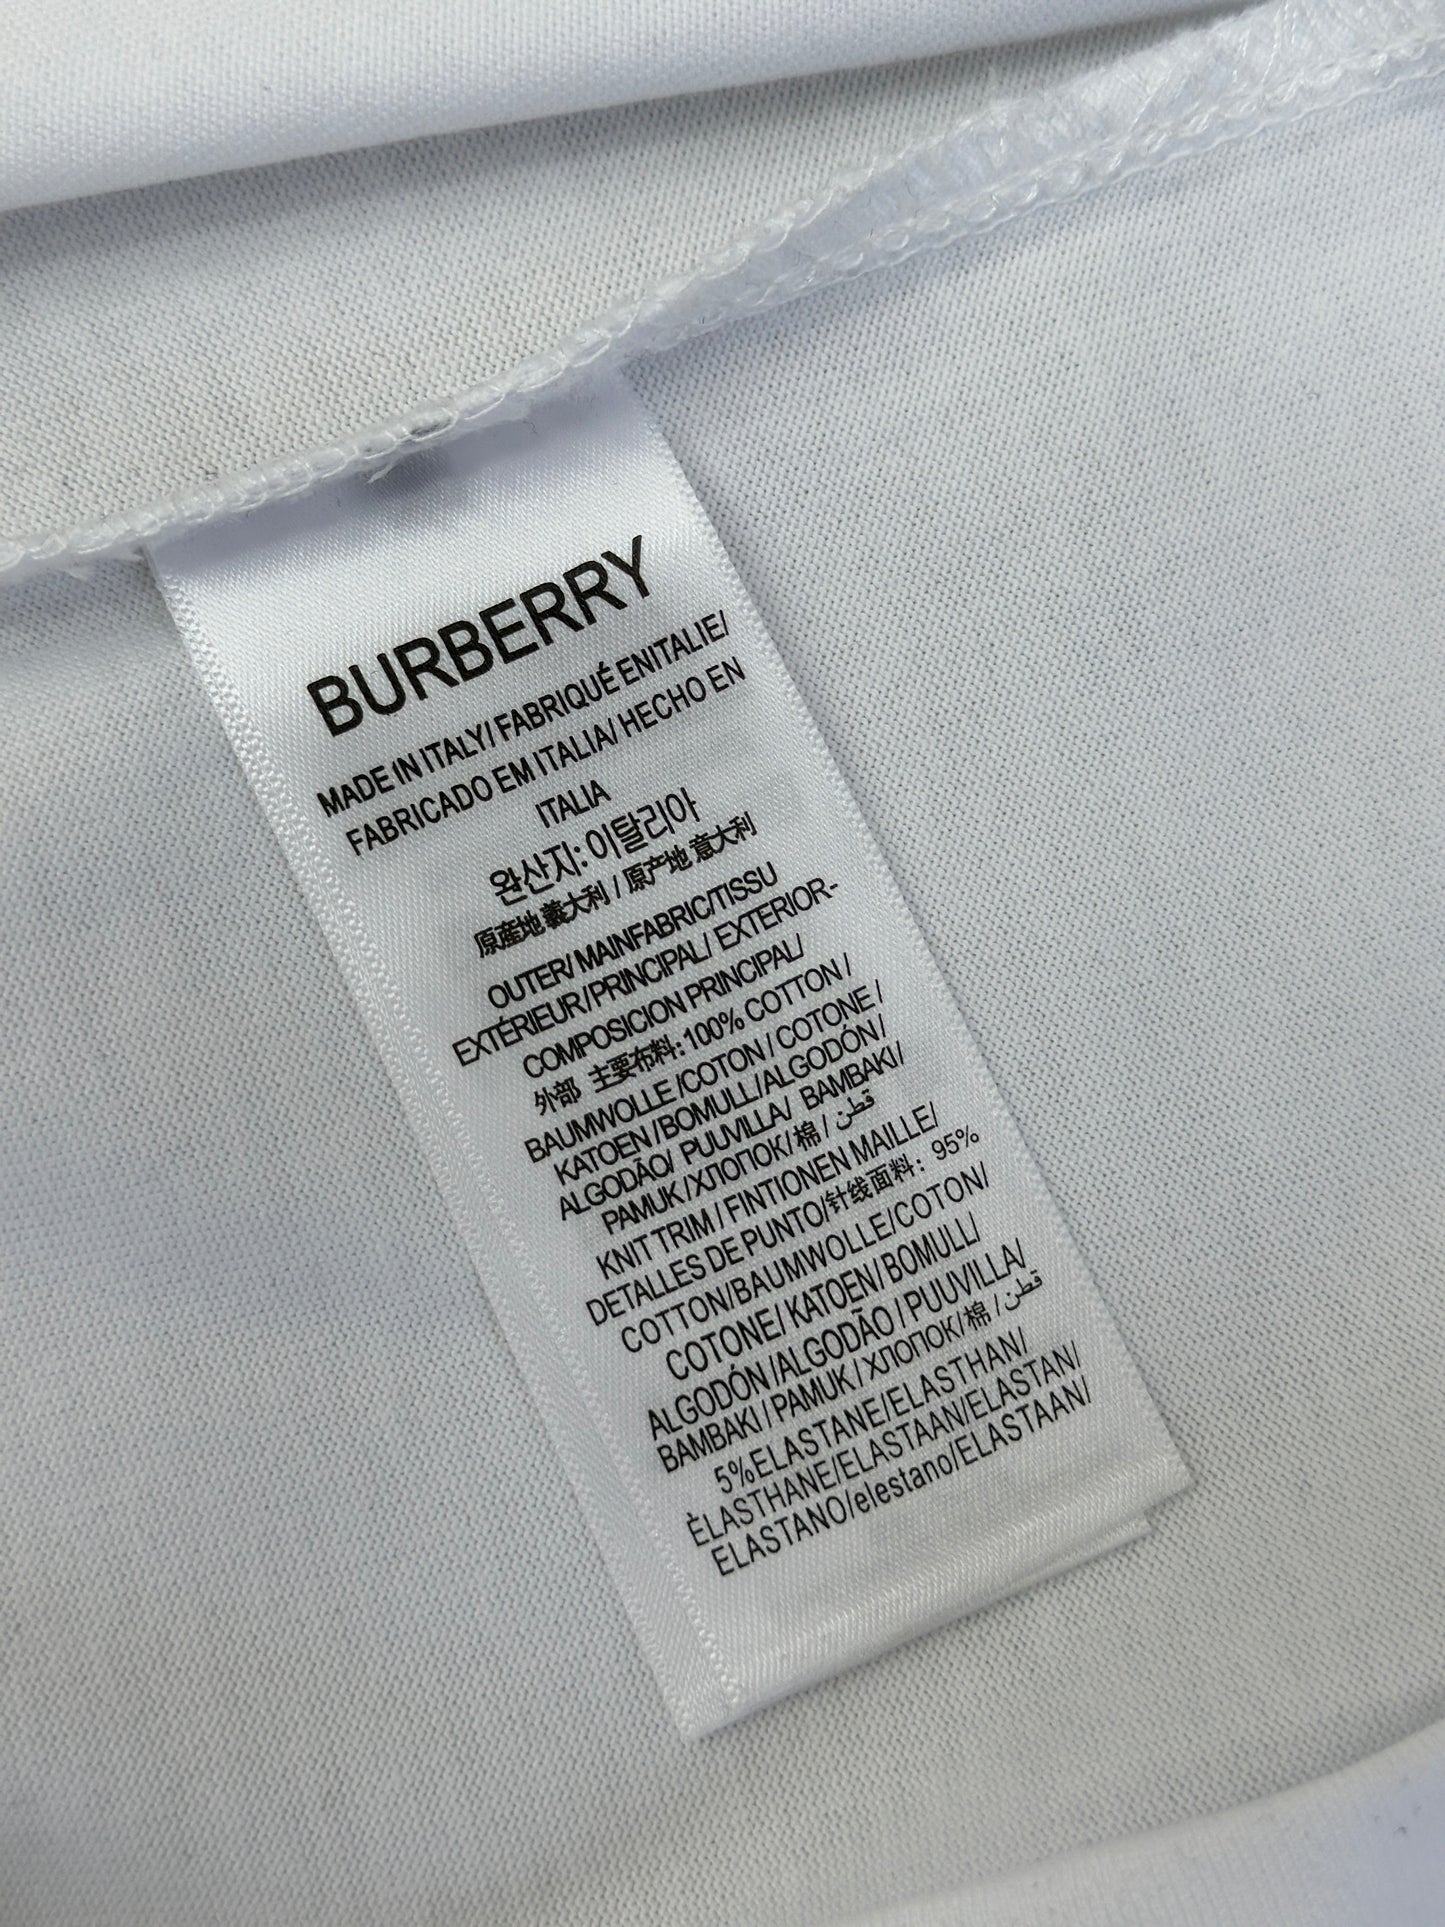 BURBERRY
MADE IN ITALY/ FABRIQUÉ ENITALIE/
FABRICADO EM ITALIA/ HECHO EN
ITALIA
완산지: 이탈리아
原產地 義大利 / 原产地 意大利
OUTER/ MAINFABRIC/TISSU
EXTÉRIEUR/PRINCIPAL/ EXTERIOR-
COMPOSICION PRINCIPAL/
外部 主要布料:100% COTTON /
BAUMWOLLE /COTON / COTONE /
KATOEN /BOMULL/ALGODÓN /
ALGODÃO/ PUUVILLA/ BAMBAKI/
PAMUK /ХЛОПОК/ 棉 / قطن /
KNIT TRIM / FINTIONEN MAILLE/
DETALLES DE PUNTO/针线面料: 95%
COTTON/BAUMWOLLE/COTON/
COTONE/ KATOEN/ BOMULL/
ALGODÓN /ALGODÃO / PUUVILLA/
BAMBAKI / PAMUK / ХЛОПОК/ 棉 / قطن
5%ELASTANE/ELASTHAN/
ÈLASTHANE/ELASTAAN/ELASTAN/
ELASTANO/elestano/ELASTAAN/